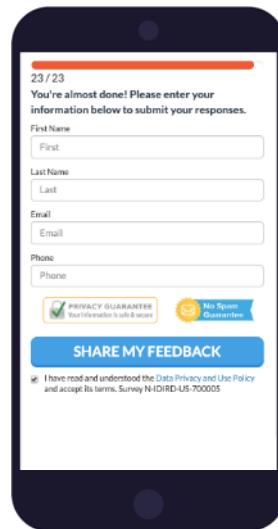 23 / 23
You're almost done! Please enter your
information below to submit your responses.
First Name
First
Last Name
Last
Email
Email
Phone
Phone
PRIVACY GUARANTEE
Your Information is safe & secure
No Spam
Guarantee
SHARE MY FEEDBACK
I have read and understood the Data Privacy and Use Policy
and accept its terms. Survey N-IDIRD-US-700005